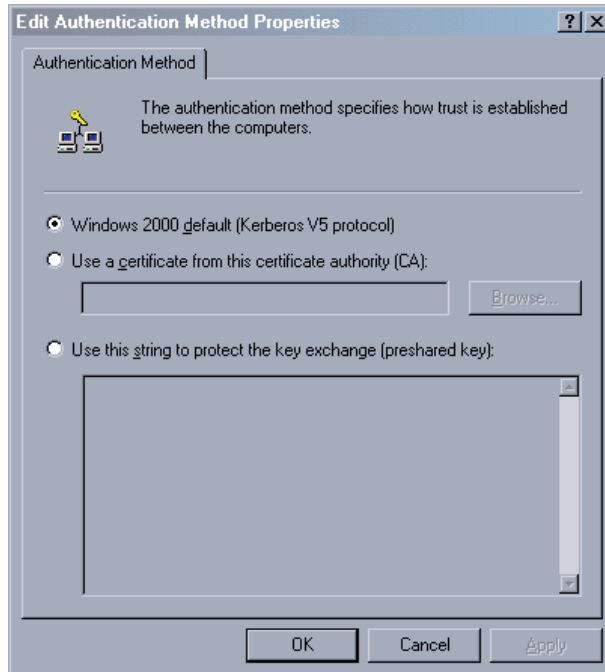 Edit Authentication Method Properties
Authentication Method
The authentication method specifies how trust is established
between the computers.
Windows 2000 default (Kerberos V5 protocol)
Use a certificate from this certificate authority (CA):
Browse...
Use this string to protect the key exchange (preshared key):
OK Cancel Apply